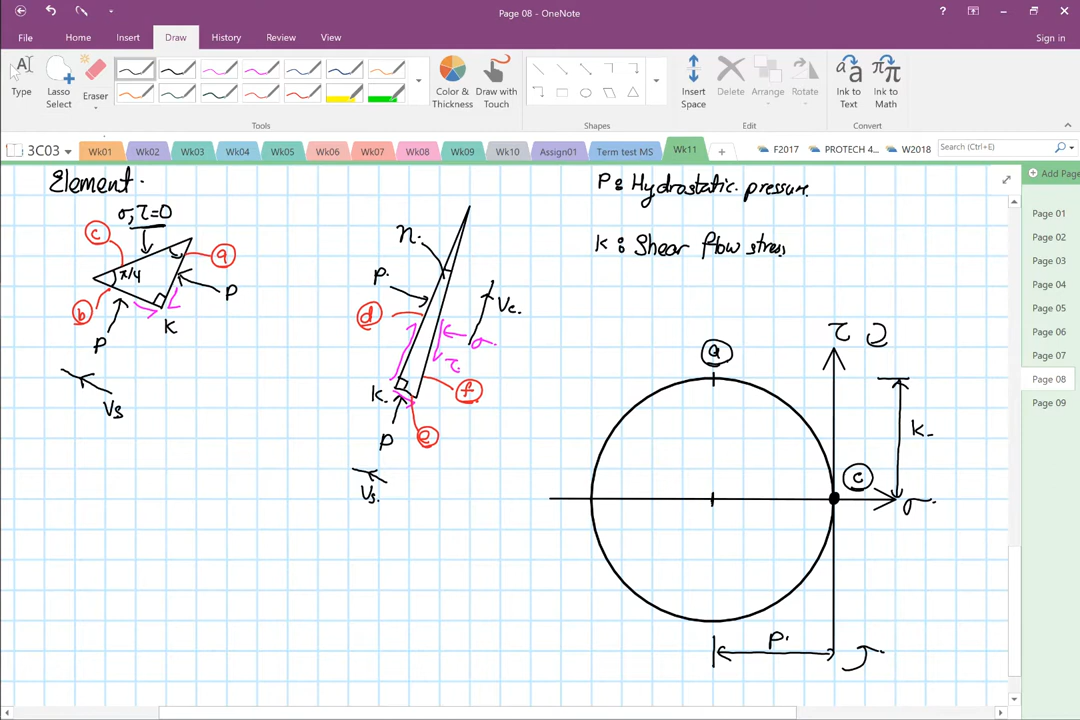 Page 08 - OneNote
File Home Insert Draw History Review View
Sign in
Type
Lasso Select
Eraser
Color & Thickness
Draw with Touch
Insert Space
Delete
Arrange
Rotate
Ink to Text
Ink to Math
Tools
Shapes
Edit
Convert
3C03
Wk01 Wk02 Wk03 Wk04 Wk05 Wk06 Wk07 Wk08 Wk09 Wk10 Assign01 Term test MS Wk11
F2017 PROTECH 4... W2018
Search (Ctrl+E)
Add Page
Page 01
Page 02
Page 03
Page 04
Page 05
Page 06
Page 07
Page 08
Page 09
Element.
σ, τ=0
c
a
π/4
b
P
K
P
Vs
n.
P.
d
Vc.
σ.
τ.
K.
f
P
e
Vs.
P: Hydrostatic pressure.
K: Shear flow stress
τ
a
K.
c
σ.
P.